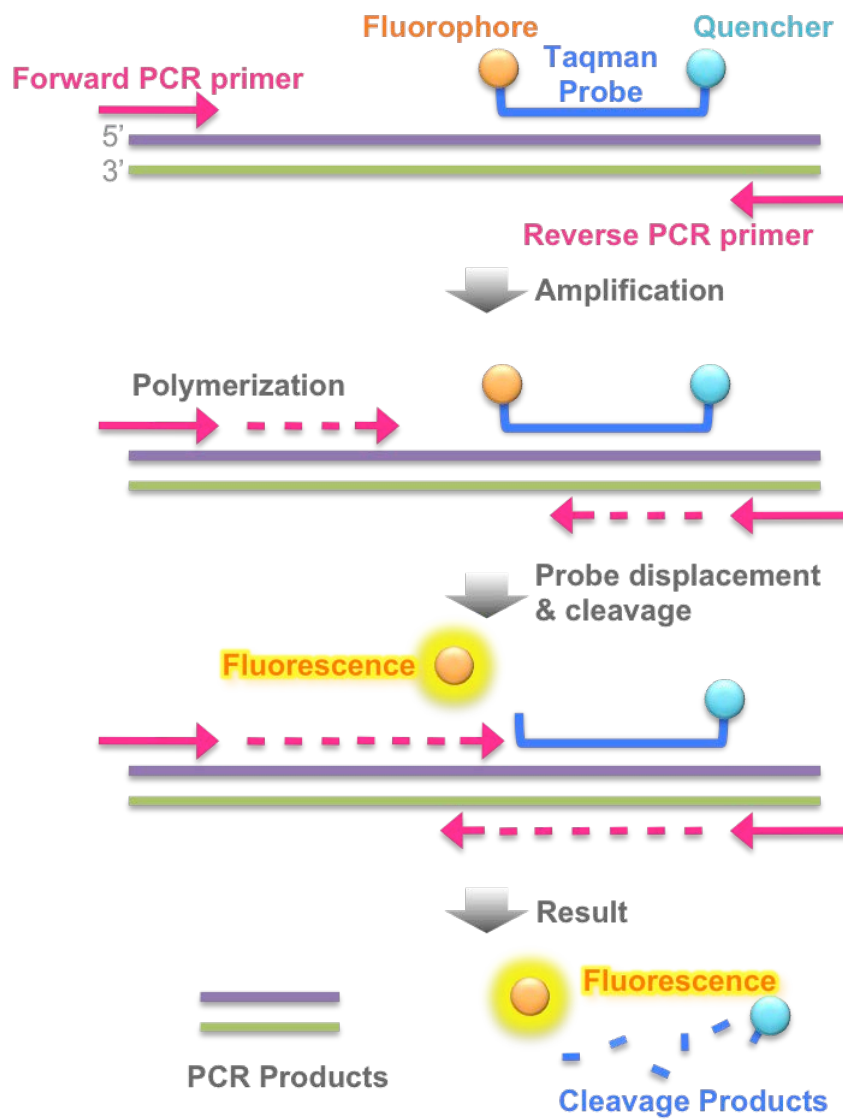 Fluorophore
Quencher
Taqman
Probe
Forward PCR primer
5’
3’
Reverse PCR primer
Amplification
Polymerization
Probe displacement
& cleavage
Fluorescence
Result
Fluorescence
PCR Products
Cleavage Products